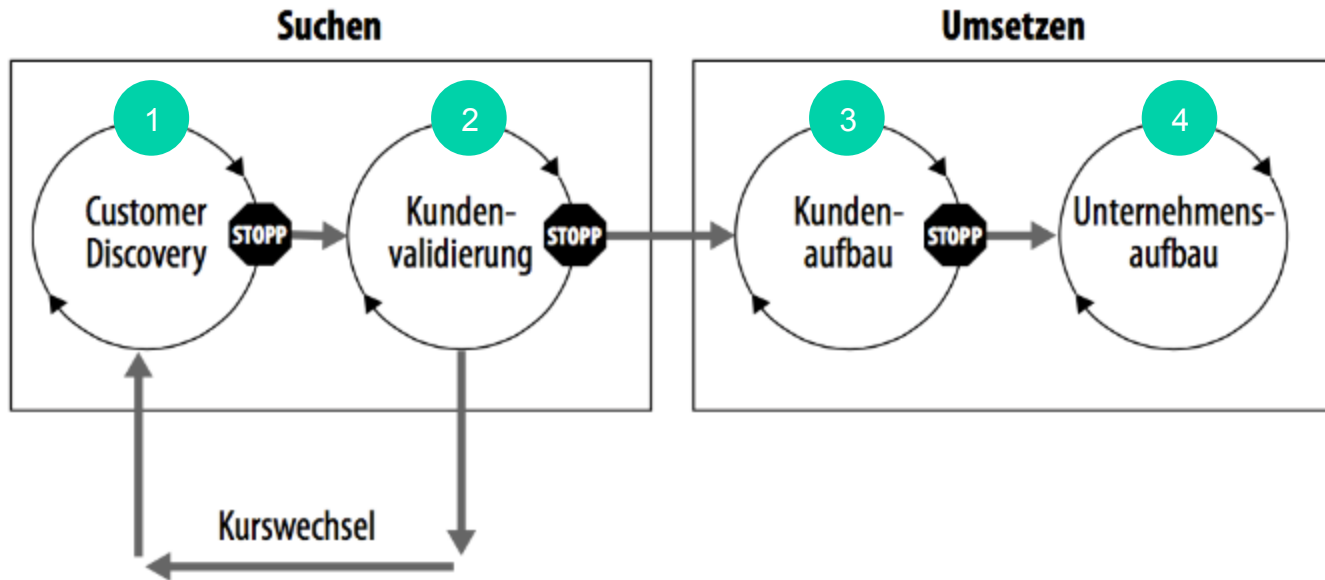 Suchen
Umsetzen
1
2
3
4
Customer
Discovery
STOPP
Kunden-
validierung
STOPP
Kunden-
aufbau
STOPP
Unternehmens-
aufbau
Kurswechsel